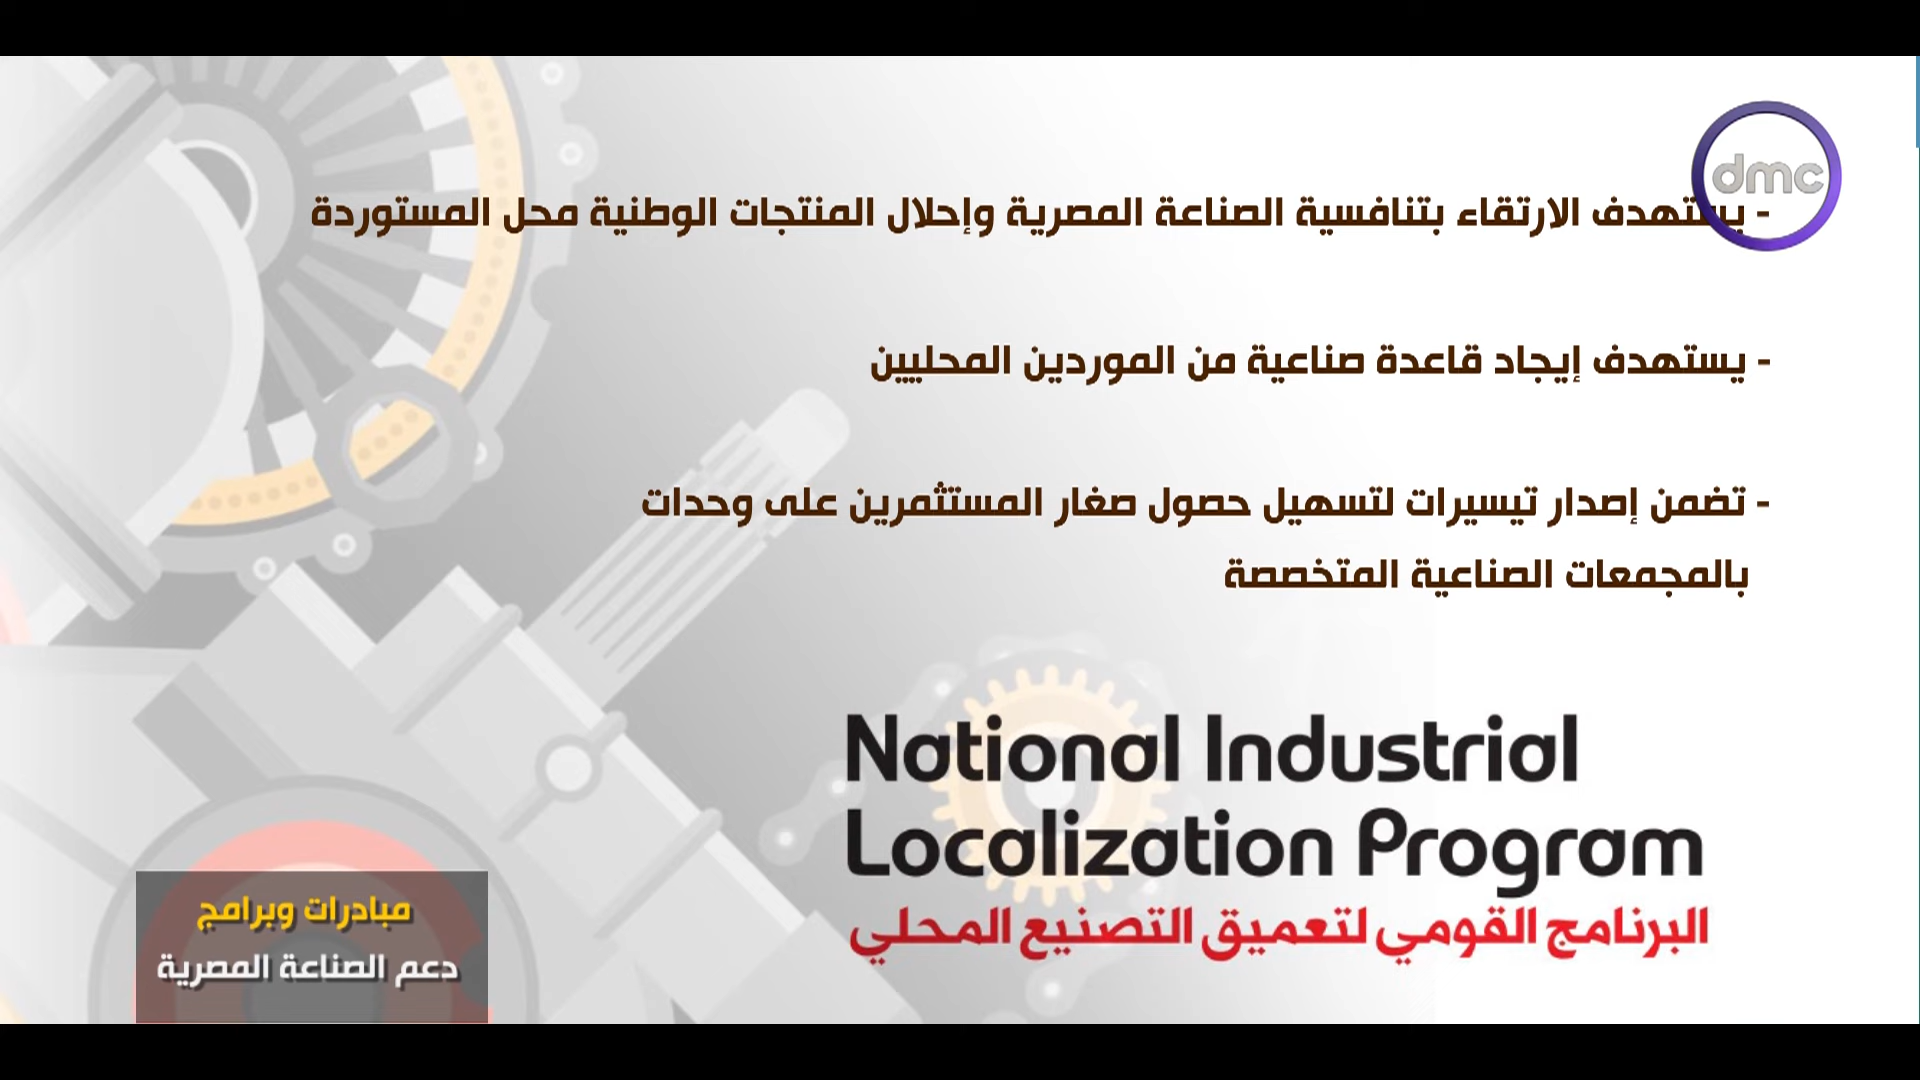 dmc
- يستهدف الارتقاء بتنافسية الصناعة المصرية وإحلال المنتجات الوطنية محل المستوردة
- يستهدف إيجاد قاعدة صناعية من الموردين المحليين
- تضمن إصدار تيسيرات لتسهيل حصول صغار المستثمرين على وحدات
بالمجمعات الصناعية المتخصصة
National Industrial
Localization Program
البرنامج القومي لتعميق التصنيع المحلي
مبادرات وبرامج
دعم الصناعة المصرية